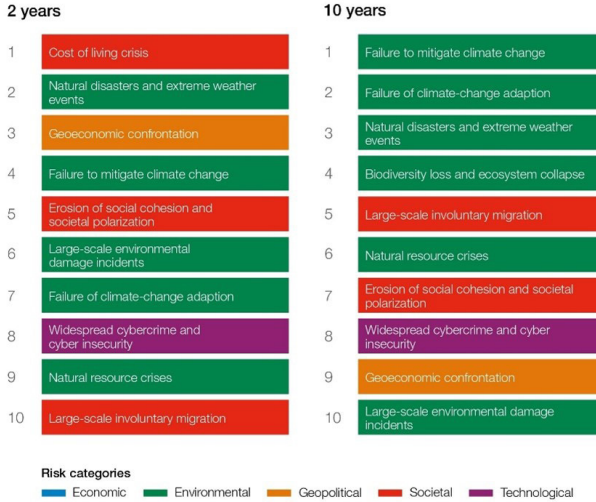 2 years
1
Cost of living crisis
2
Natural disasters and extreme weather
events
3
Geoeconomic confrontation
4
Failure to mitigate climate change
5
Erosion of social cohesion and
societal polarization
6
Large-scale environmental
damage incidents
7
Failure of climate-change adaption
8
Widespread cybercrime and
cyber insecurity
9
Natural resource crises
10
Large-scale involuntary migration
10 years
1
Failure to mitigate climate change
2
Failure of climate-change adaption
3
Natural disasters and extreme weather
events
4
Biodiversity loss and ecosystem collapse
5
Large-scale involuntary migration
6
Natural resource crises
7
Erosion of social cohesion and societal
polarization
8
Widespread cybercrime and cyber
insecurity
9
Geoeconomic confrontation
10
Large-scale environmental damage
incidents
Risk categories
Economic
Environmental
Geopolitical
Societal
Technological